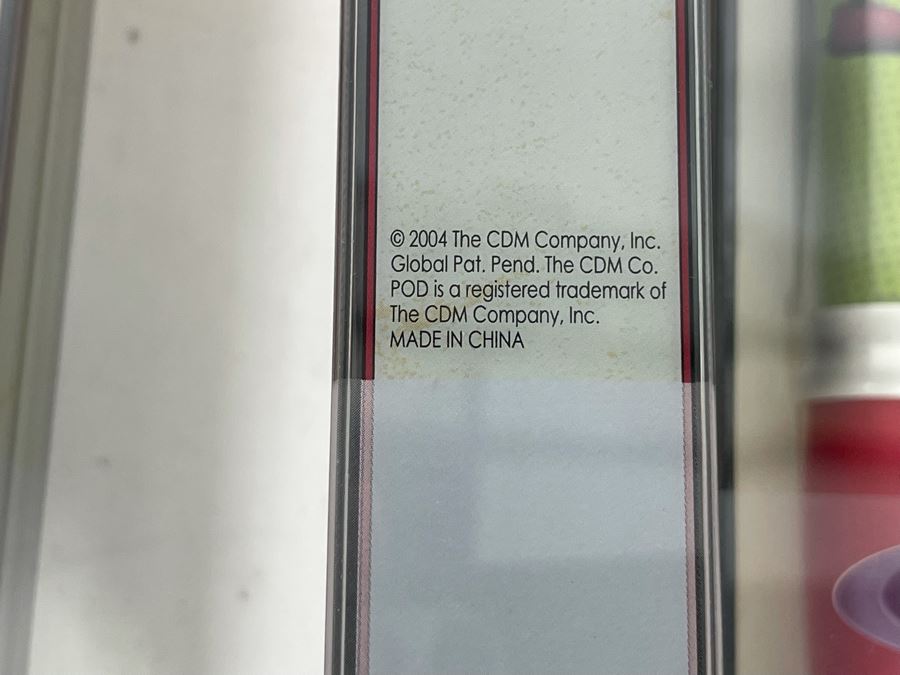 © 2004 The CDM Company, Inc.
Global Pat. Pend. The CDM Co.
POD is a registered trademark of
The CDM Company, Inc.
MADE IN CHINA